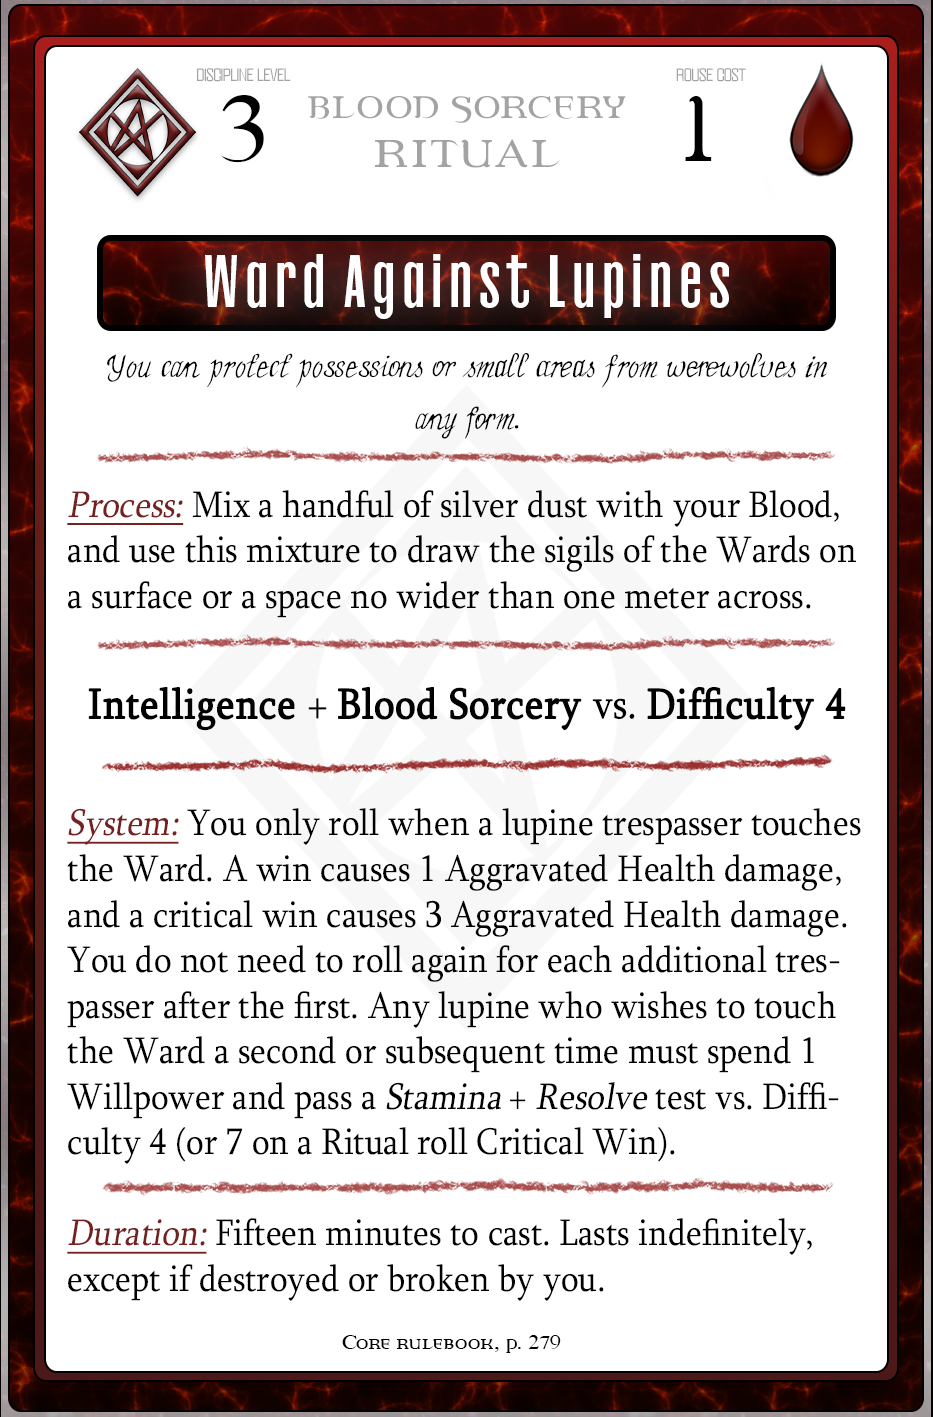 DISCIPLINE LEVEL
3
BLOOD SORCERY
RITUAL
ROUSE COST
1
Ward Against Lupines
You can protect possessions or small areas from werewolves in
any form.
Process: Mix a handful of silver dust with your Blood,
and use this mixture to draw the sigils of the Wards on
a surface or a space no wider than one meter across.
Intelligence + Blood Sorcery vs. Difficulty 4
System: You only roll when a lupine trespasser touches
the Ward. A win causes 1 Aggravated Health damage,
and a critical win causes 3 Aggravated Health damage.
You do not need to roll again for each additional tres-
passer after the first. Any lupine who wishes to touch
the Ward a second or subsequent time must spend 1
Willpower and pass a Stamina + Resolve test vs. Diffi-
culty 4 (or 7 on a Ritual roll Critical Win).
Duration: Fifteen minutes to cast. Lasts indefinitely,
except if destroyed or broken by you.
Core rulebook, p. 279